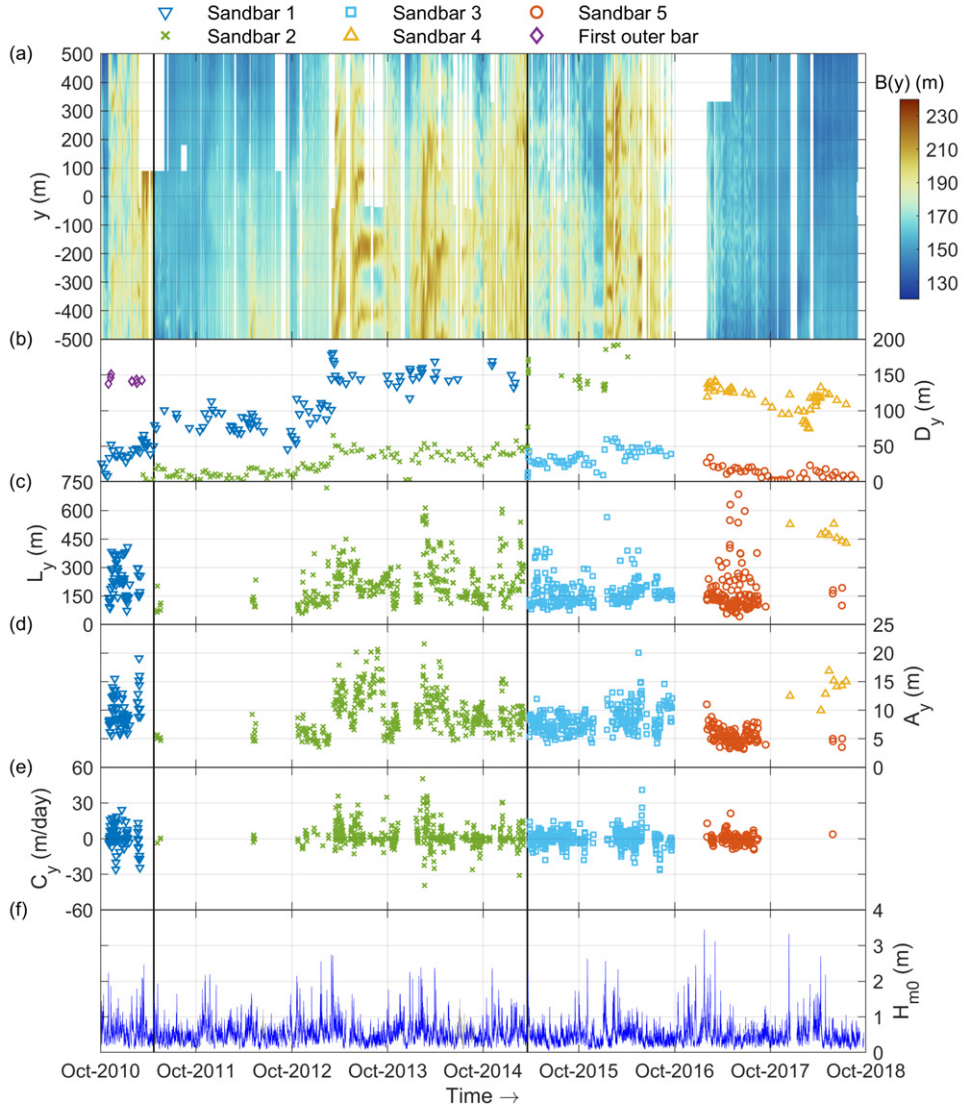 Sandbar 1 Sandbar 3 Sandbar 5
Sandbar 2 Sandbar 4 First outer bar
(a)
B(y) (m)
500
400
300
200
100
0
-100
-200
-300
-400
-500
y (m)
230
210
190
170
150
130
(b)
200
150
100
50
0
D_y (m)
(c)
750
600
450
300
150
0
L_y (m)
(d)
25
20
15
10
5
0
A_y (m)
(e)
60
30
0
-30
-60
C_y (m/day)
(f)
4
3
2
1
0
H_m0 (m)
Oct-2010 Oct-2011 Oct-2012 Oct-2013 Oct-2014 Oct-2015 Oct-2016 Oct-2017 Oct-2018
Time →